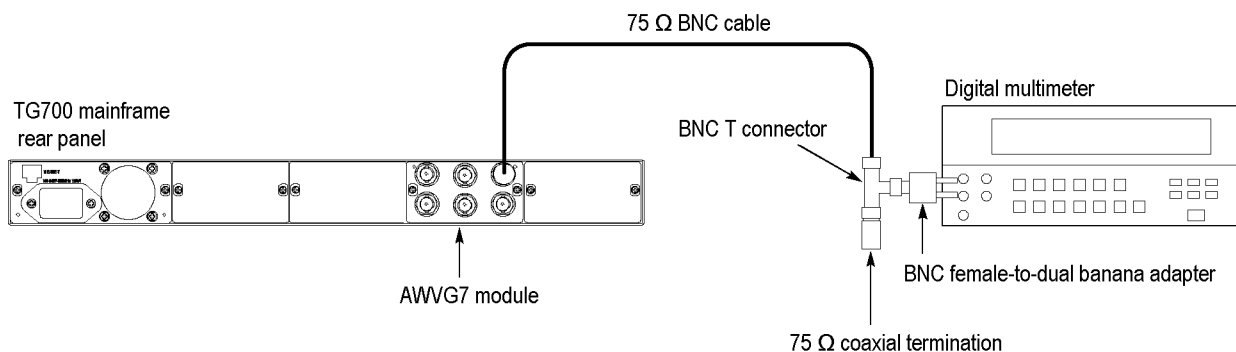 75 Ω BNC cable
Digital multimeter
TG700 mainframe
rear panel
BNC T connector
BNC female-to-dual banana adapter
AWVG7 module
75 Ω coaxial termination